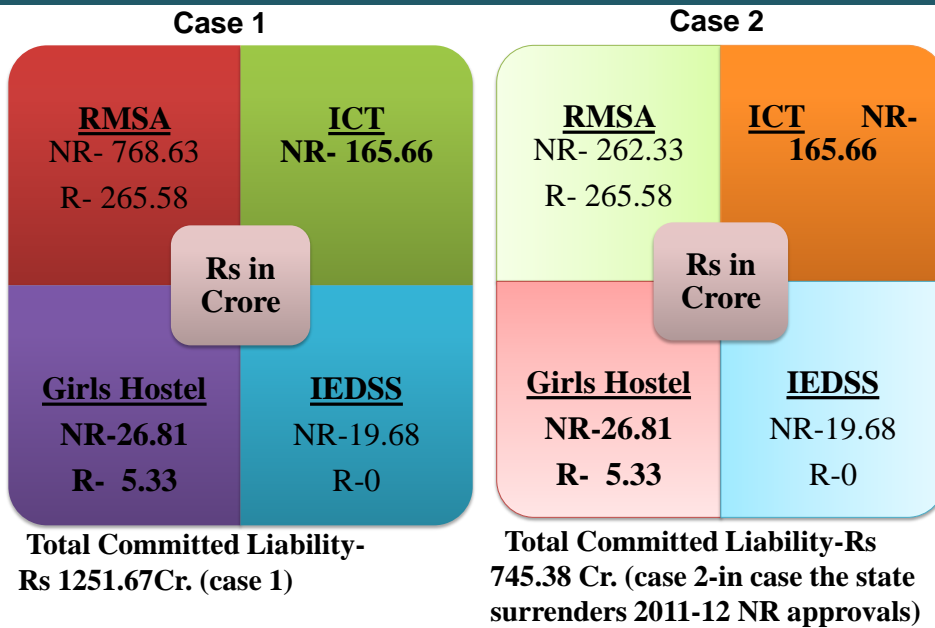 Case 1
RMSA
NR- 768.63
R- 265.58
ICT
NR- 165.66
Rs in
Crore
Girls Hostel
NR-26.81
R- 5.33
IEDSS
NR-19.68
R-0
Total Committed Liability-
Rs 1251.67Cr. (case 1)
Case 2
RMSA
NR- 262.33
R- 265.58
ICT NR-
165.66
Rs in
Crore
Girls Hostel
NR-26.81
R- 5.33
IEDSS
NR-19.68
R-0
Total Committed Liability-Rs
745.38 Cr. (case 2-in case the state
surrenders 2011-12 NR approvals)